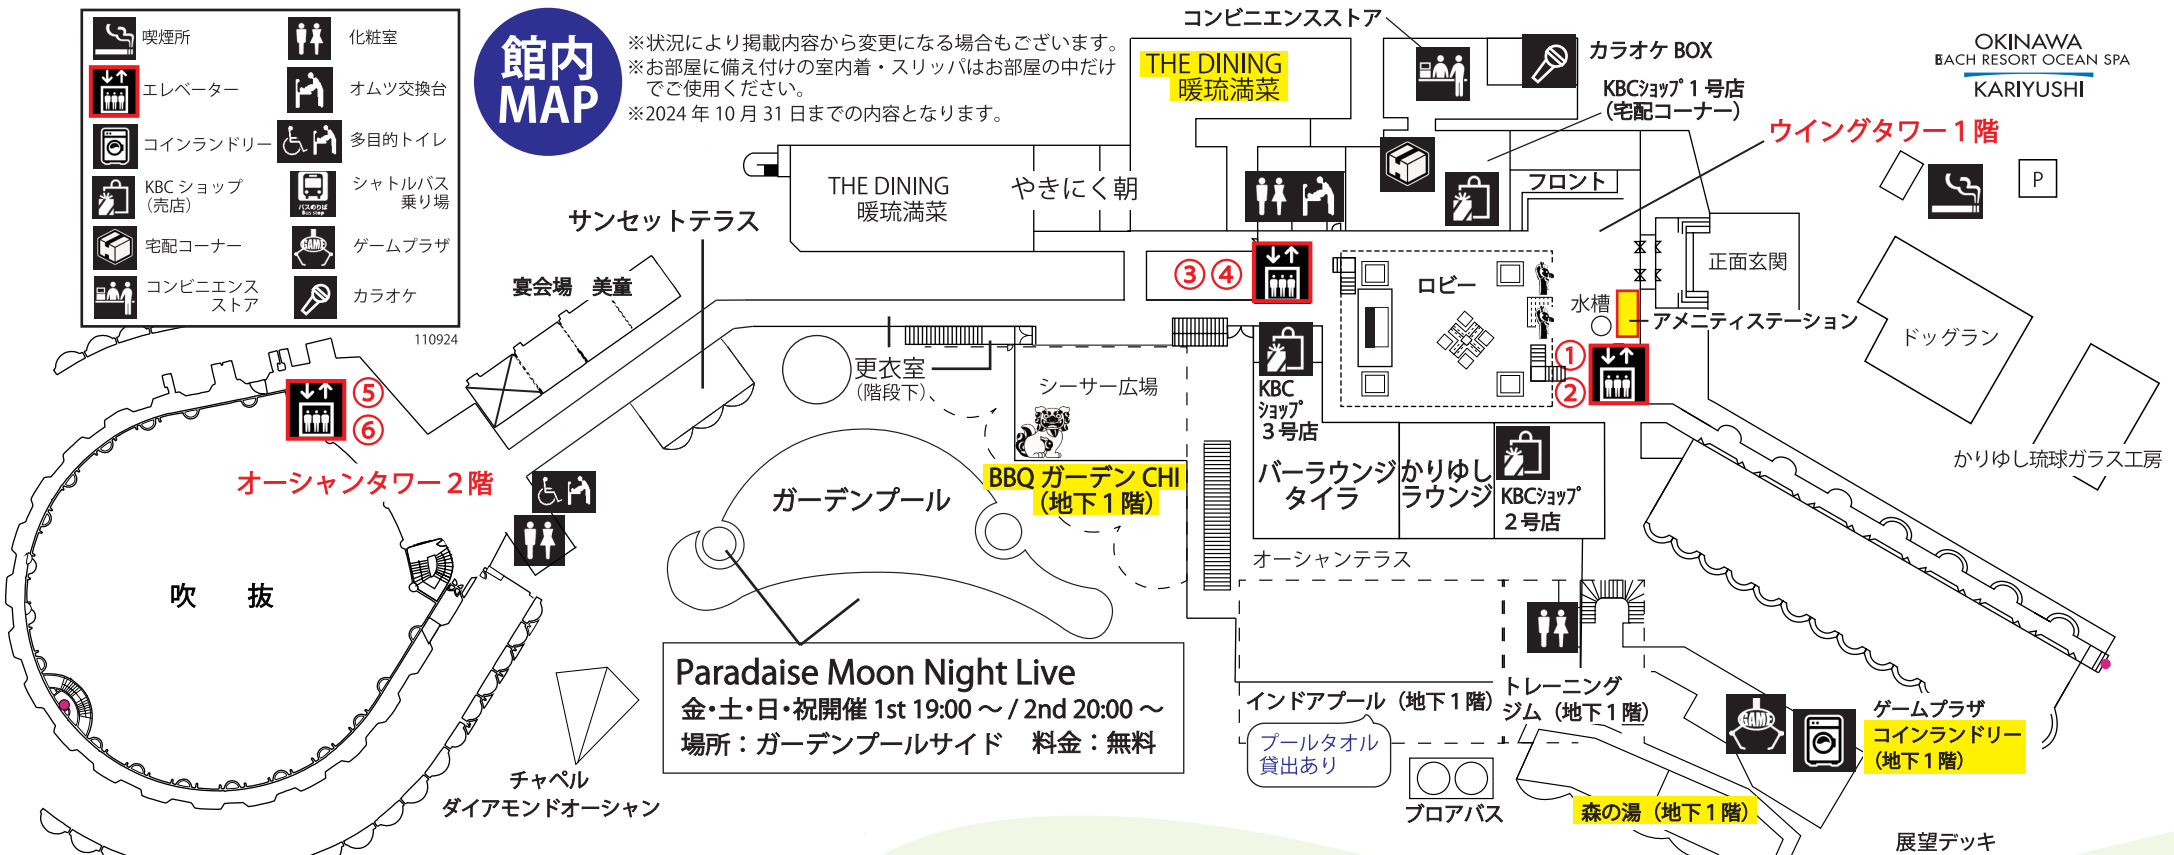 喫煙所
化粧室
エレベーター
オムツ交換台
コインランドリー
多目的トイレ
KBC ショップ
(売店)
バスのりば
Bus stop
シャトルバス
乗り場
宅配コーナー
GAME
ゲームプラザ
コンビニエンス
ストア
カラオケ
110924
館内
MAP
※状況により掲載内容から変更になる場合もございます。
※お部屋に備え付けの室内着・スリッパはお部屋の中だけ
でご使用ください。
※2024 年 10 月 31 日までの内容となります。
コンビニエンスストア
カラオケ BOX
THE DINING
暖琉満菜
KBCショップ 1 号店
(宅配コーナー)
OKINAWA
BACH RESORT OCEAN SPA
KARIYUSHI
ウイングタワー 1 階
THE DINING
暖琉満菜
やきにく朝
フロント
P
サンセットテラス
宴会場 美童
③ ④
ロビー
水槽
正面玄関
アメニティステーション
ドッグラン
更衣室
(階段下)
シーサー広場
KBC
ショップ
3 号店
①
②
⑤
⑥
オーシャンタワー 2 階
ガーデンプール
BBQ ガーデン CHI
(地下 1 階)
バーラウンジ
タイラ
かりゆし
ラウンジ
KBCショップ
2 号店
かりゆし琉球ガラス工房
オーシャンテラス
吹 抜
Paradaise Moon Night Live
金・土・日・祝開催 1st 19:00 ～ / 2nd 20:00 ～
場所：ガーデンプールサイド 料金：無料
チャペル
ダイアモンドオーシャン
インドアプール (地下 1 階)
プールタオル
貸出あり
トレーニング
ジム (地下 1 階)
ブロアバス
森の湯 (地下 1 階)
GAME
ゲームプラザ
コインランドリー
(地下 1 階)
展望デッキ